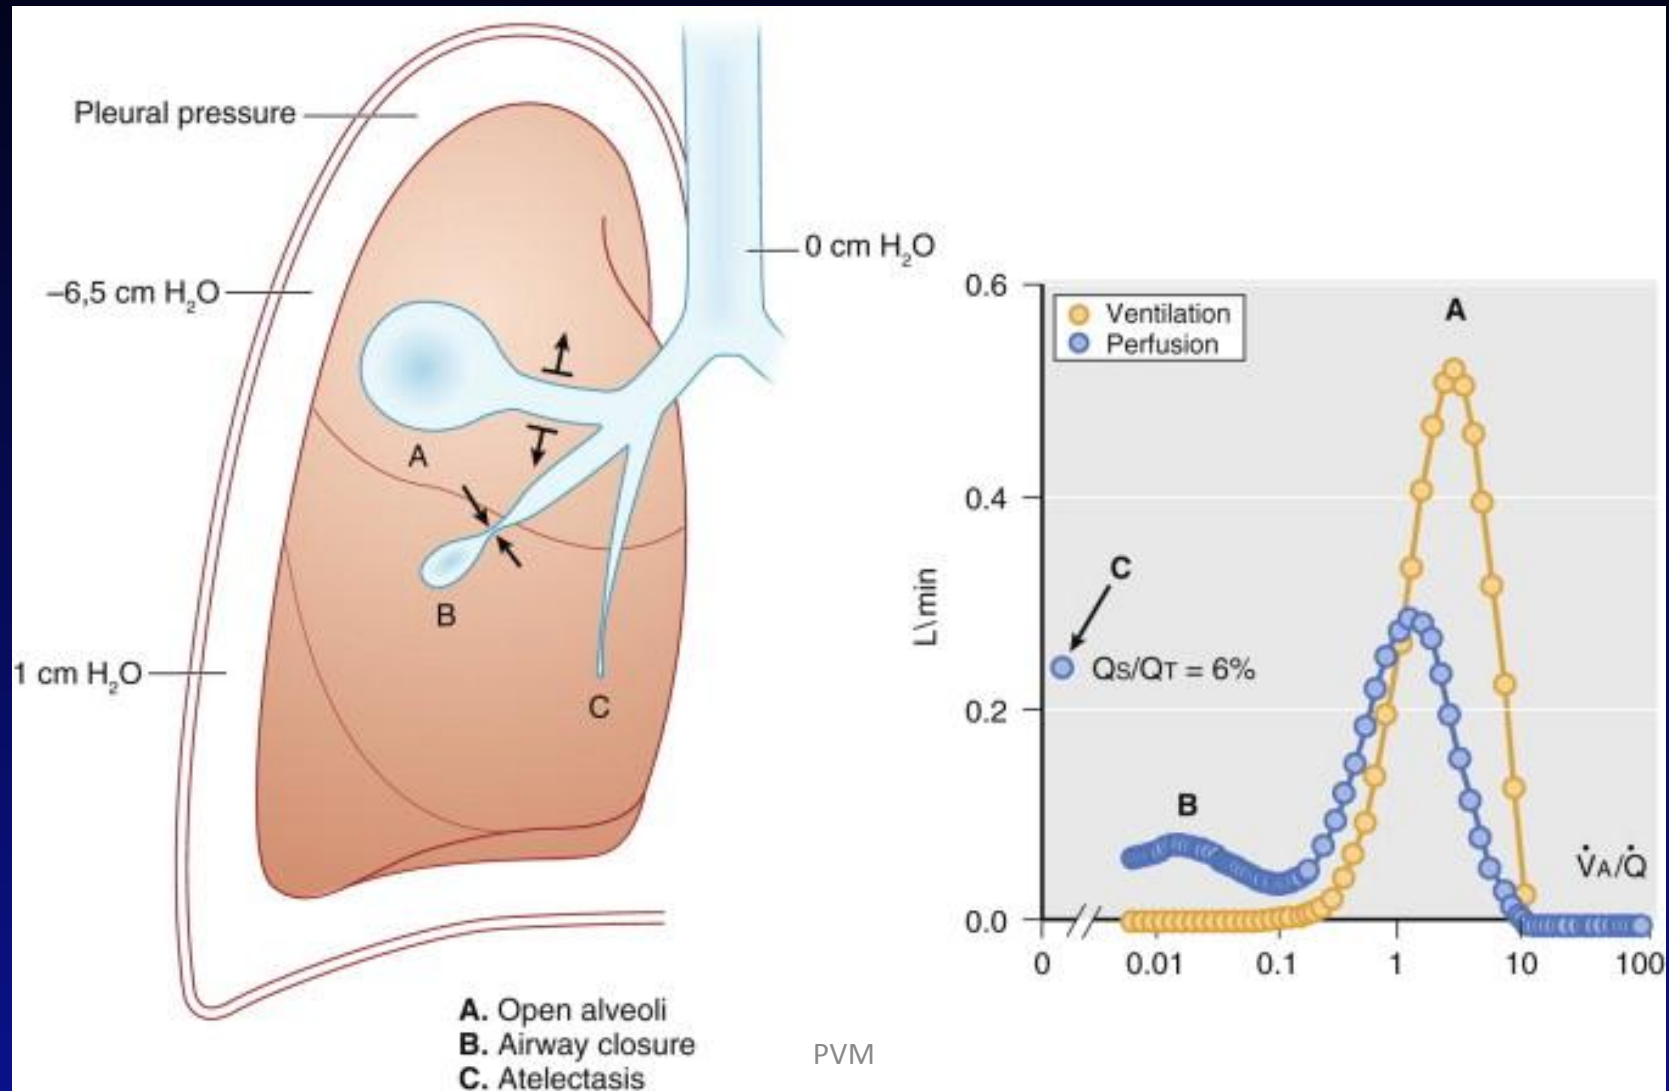 Pleural pressure
–6,5 cm H₂O
0 cm H₂O
1 cm H₂O
A
B
C
A. Open alveoli
B. Airway closure
C. Atelectasis
Ventilation
Perfusion
A
B
C
QS/QT = 6%
V̇A/Q̇
L\min
0.6
0.4
0.2
0.0
0
0.01
0.1
1
10
100
PVM